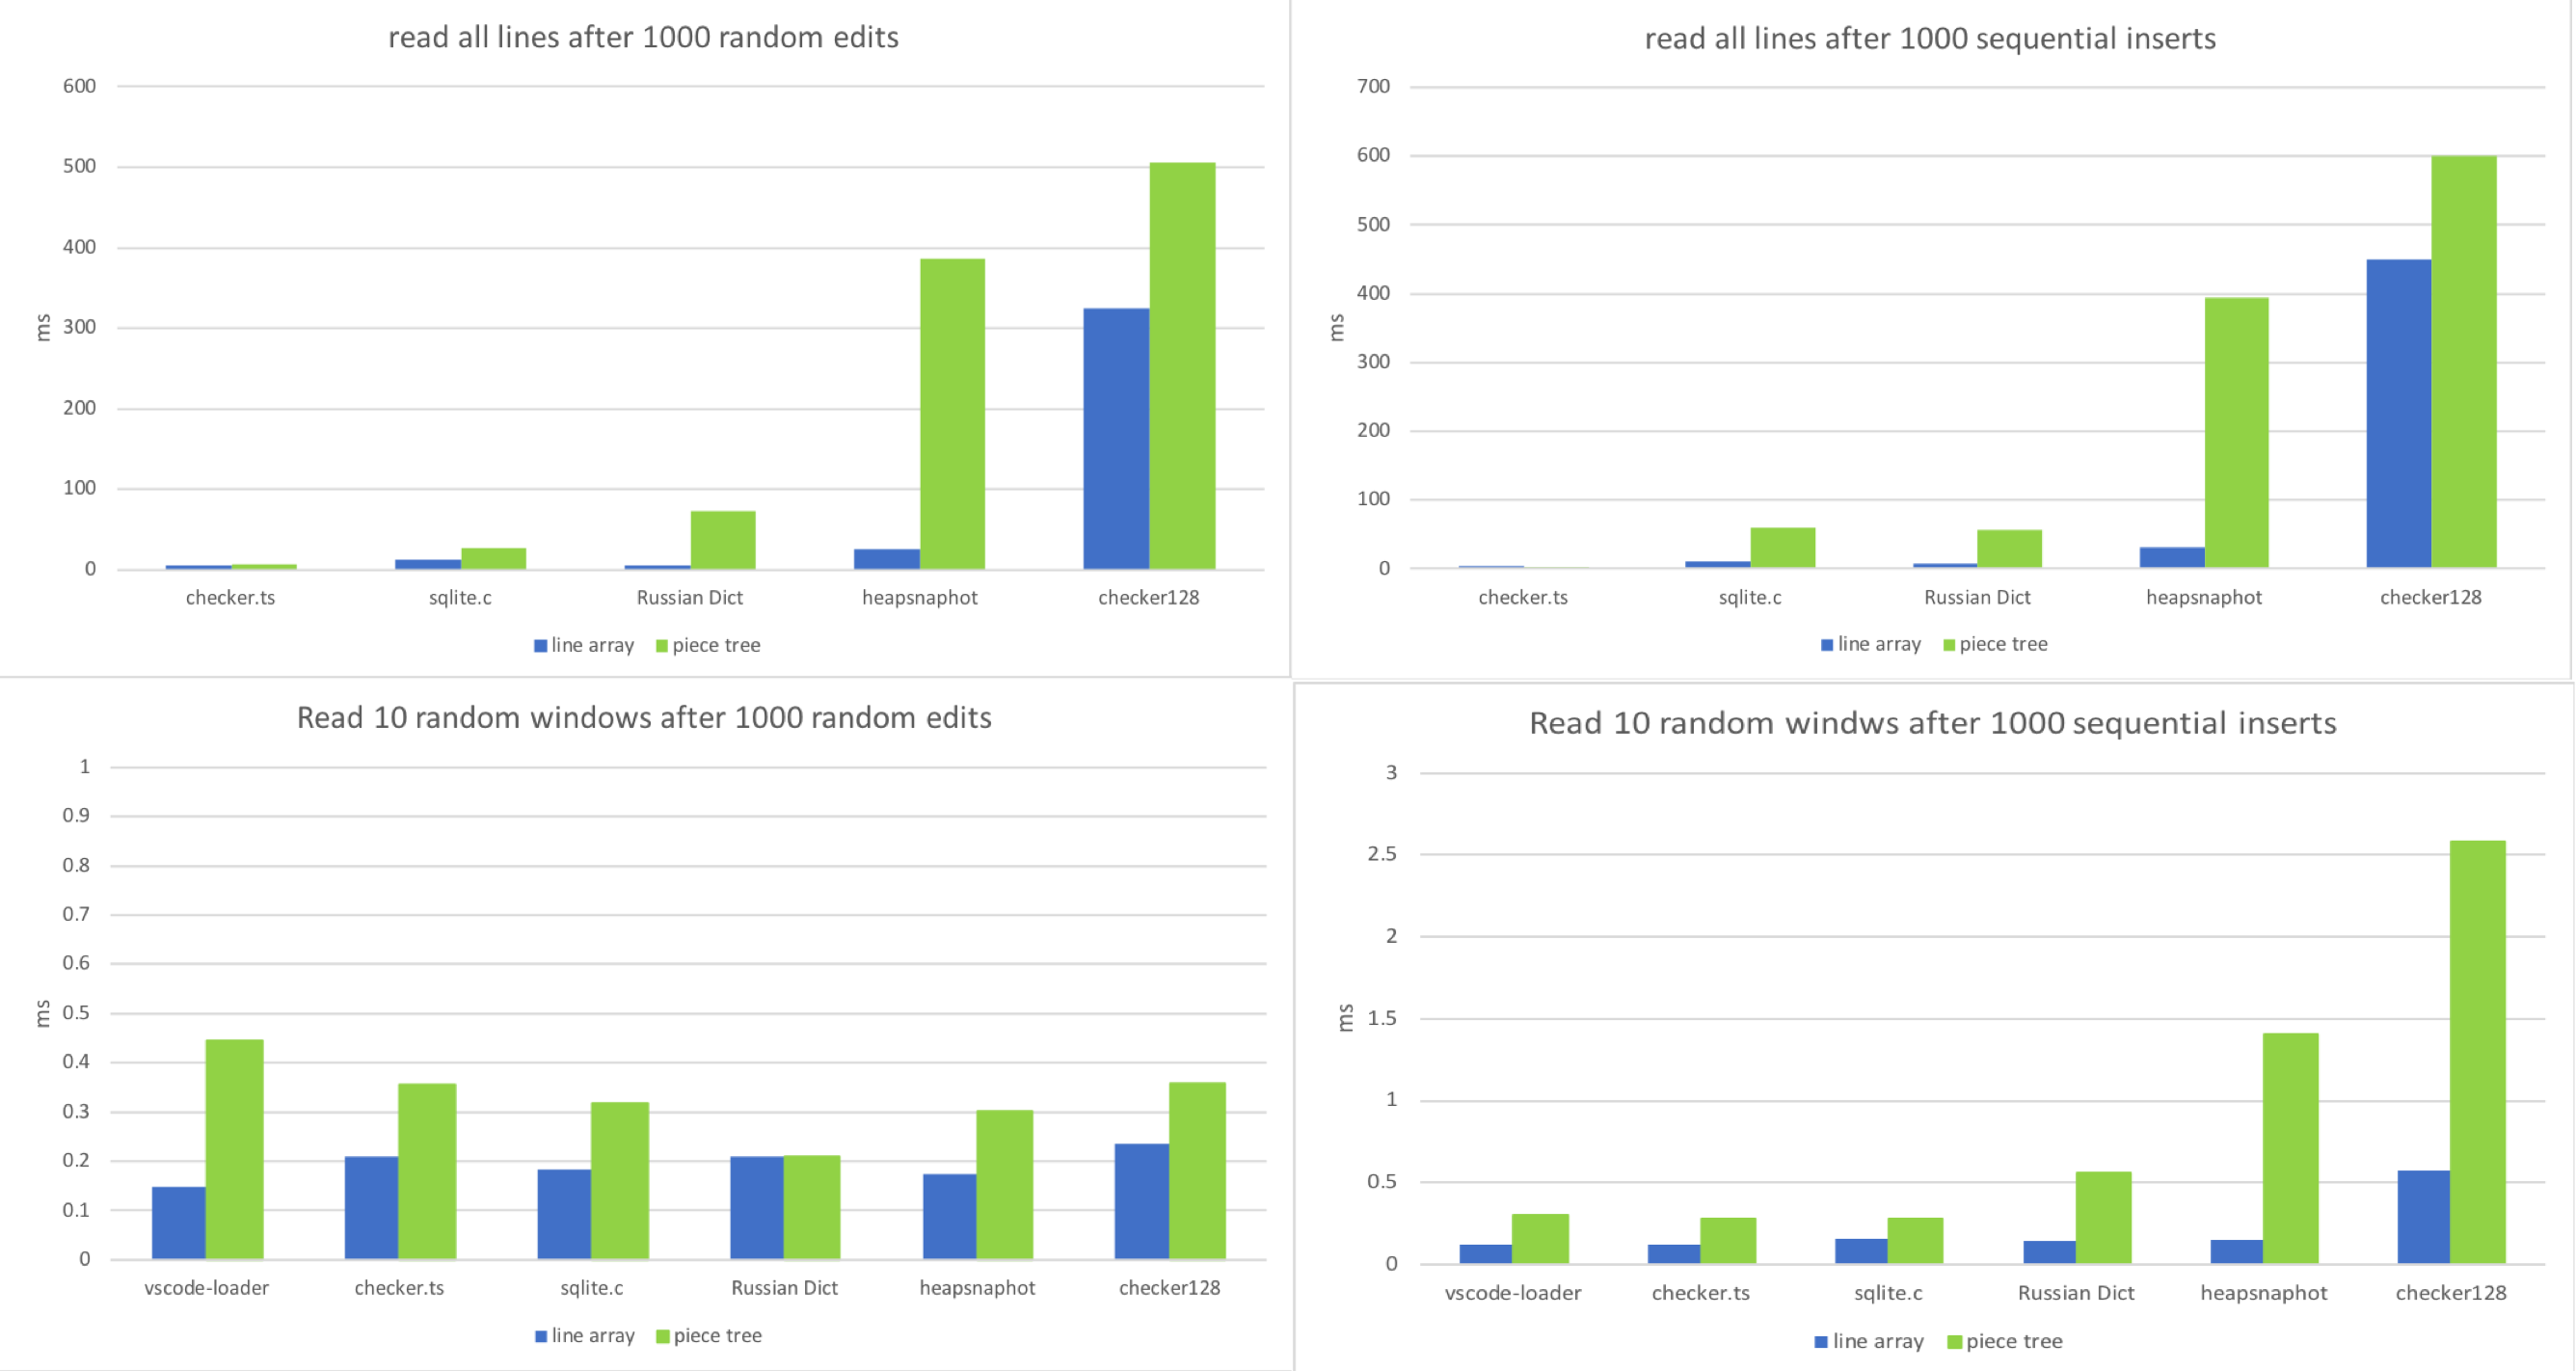 read all lines after 1000 random edits
600
500
400
300
200
100
0
ms
checker.ts sqlite.c Russian Dict heapsnaphot checker128
line array piece tree
read all lines after 1000 sequential inserts
700
600
500
400
300
200
100
0
ms
checker.ts sqlite.c Russian Dict heapsnaphot checker128
line array piece tree
Read 10 random windows after 1000 random edits
1
0.9
0.8
0.7
0.6
0.5
0.4
0.3
0.2
0.1
0
ms
vscode-loader checker.ts sqlite.c Russian Dict heapsnaphot checker128
line array piece tree
Read 10 random windws after 1000 sequential inserts
3
2.5
2
1.5
1
0.5
0
ms
vscode-loader checker.ts sqlite.c Russian Dict heapsnaphot checker128
line array piece tree